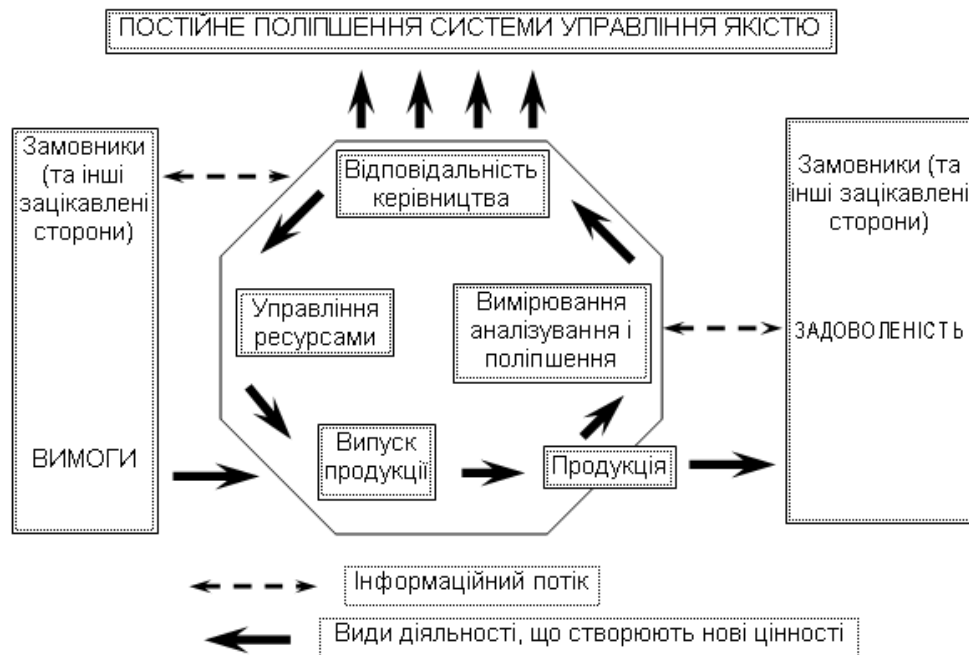 ПОСТІЙНЕ ПОЛІПШЕННЯ СИСТЕМИ УПРАВЛІННЯ ЯКІСТЮ
Замовники
(та інші
зацікавлені
сторони)
ВИМОГИ
Відповідальність
керівництва
Управління
ресурсами
Вимірювання
аналізування і
поліпшення
Випуск
продукції
Продукція
Замовники (та
інші зацікавлені
сторони)
ЗАДОВОЛЕНІСТЬ
Інформаційний потік
Види діяльності, що створюють нові цінності